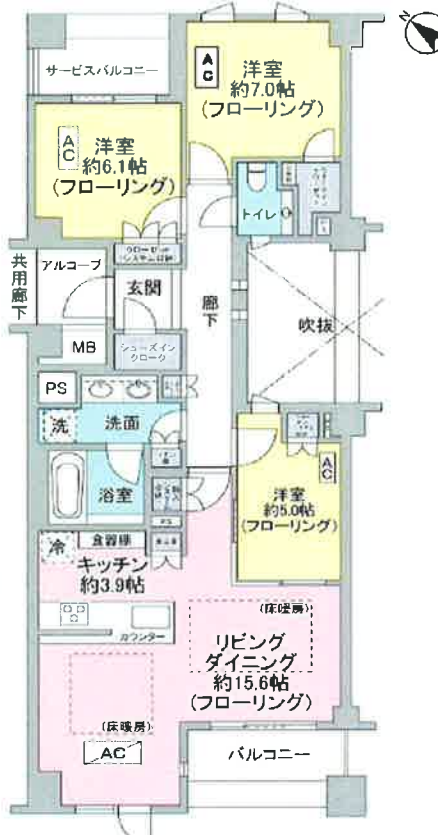 N
サービスバルコニー
AC
洋室
約7.0帖
(フローリング)
AC
洋室
約6.1帖
(フローリング)
トイレ
共用廊下
アルコーブ
玄関
廊下
吹抜
MB
シューズイン
クローク
PS
洗
洗面
浴室
AC
洋室
約5.0帖
(フローリング)
冷
食器棚
キッチン
約3.9帖
カウンター
(床暖房)
リビング
ダイニング
約15.6帖
(フローリング)
(床暖房)
AC
バルコニー